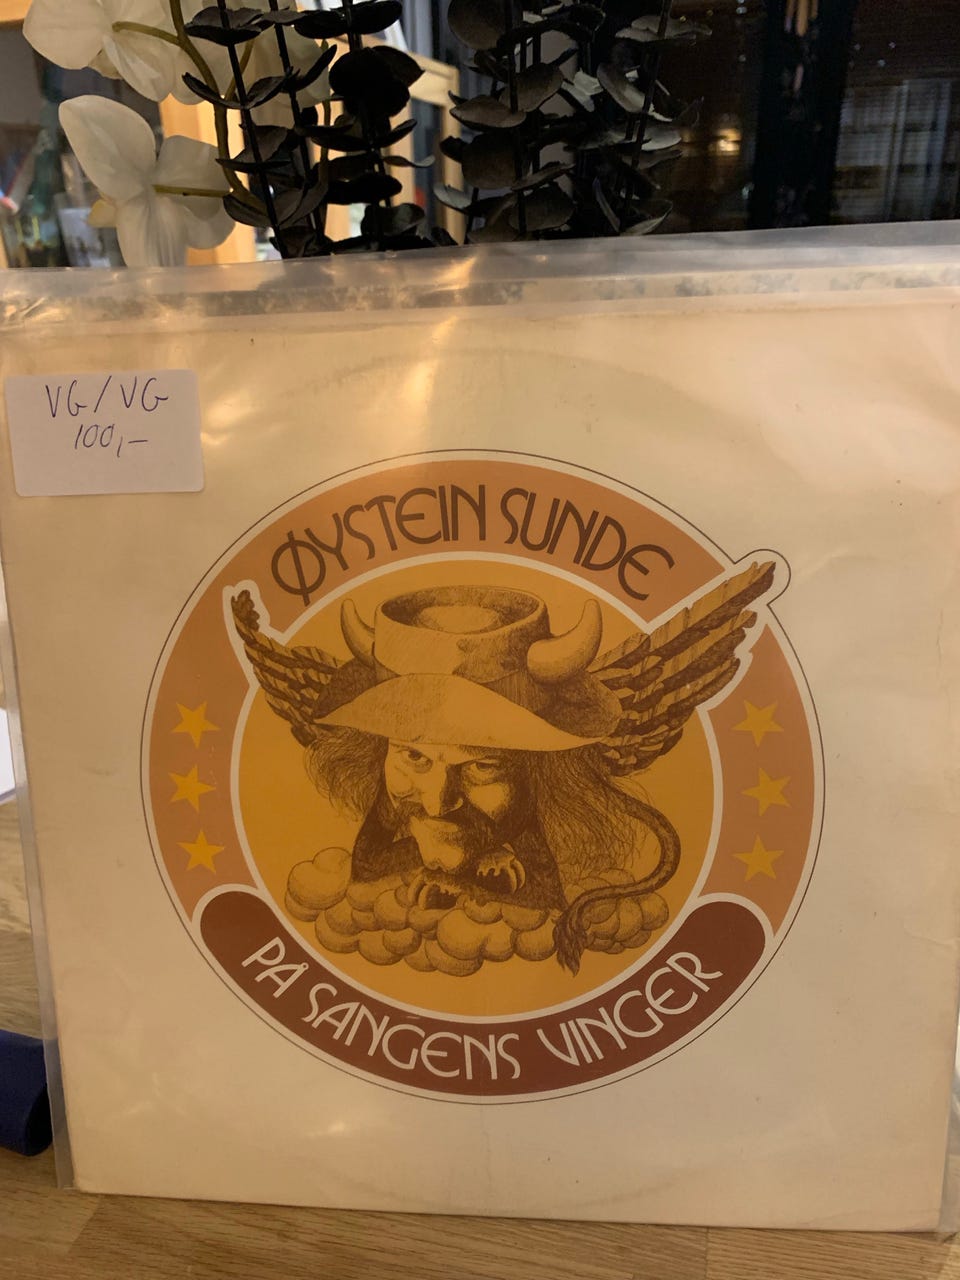 VG/VG
100,-
ØYSTEIN SUNDE
PÅ SANGENS VINGER